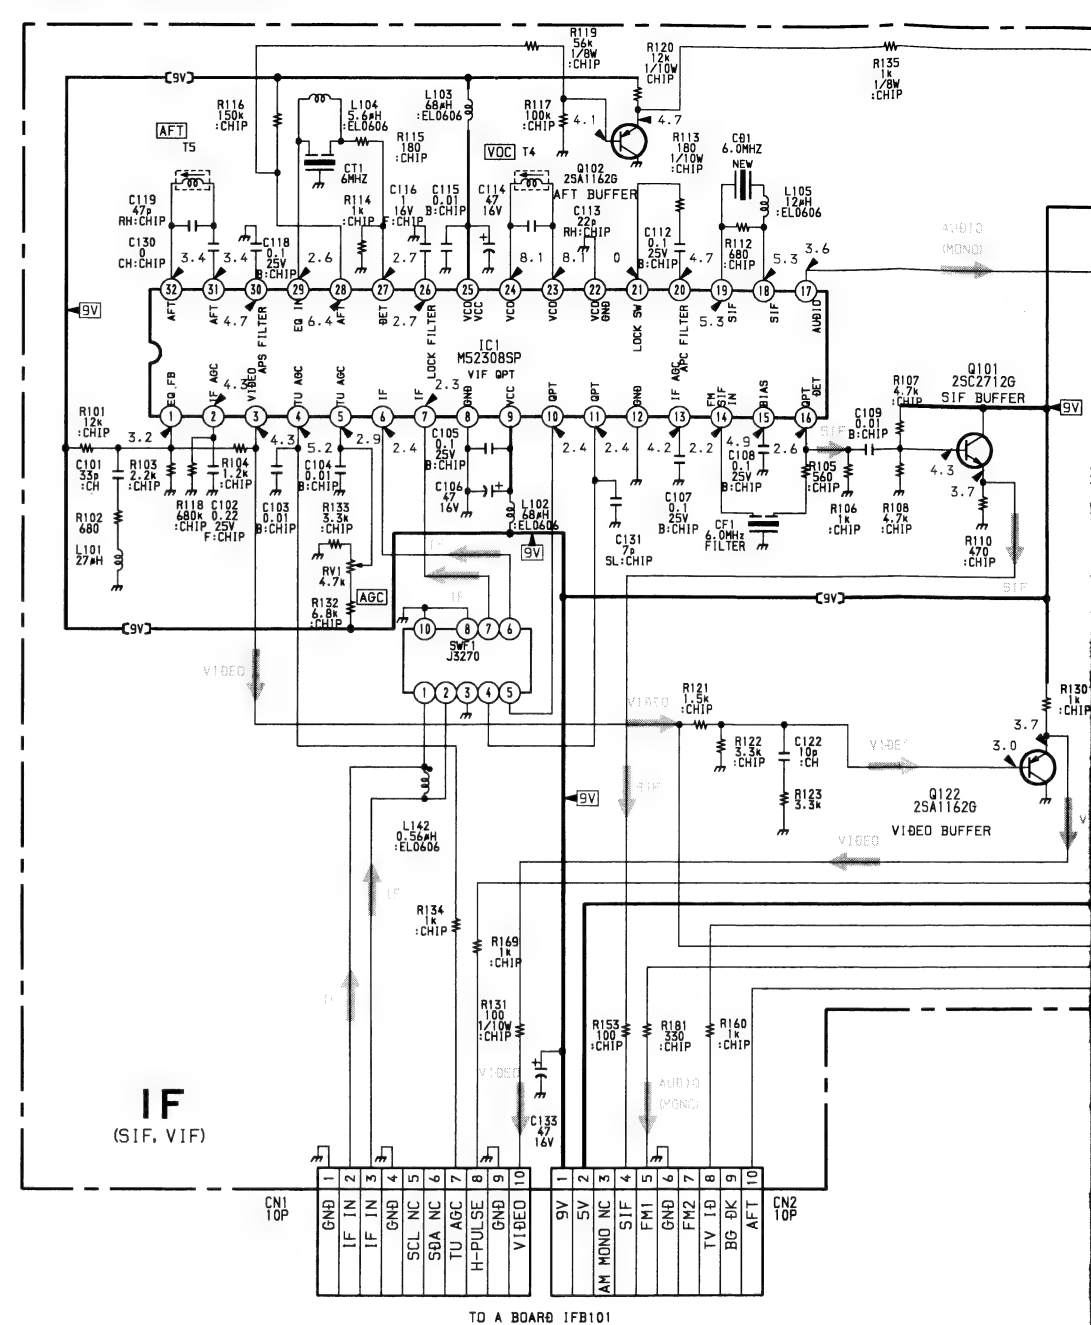 R119
56k
1/8W
:CHIP
R120
12k
1/10W
CHIP
R135
1k
1/8W
:CHIP
[9V]
R116
150k
:CHIP
L104
5.6μH
:EL0606
L103
68μH
:EL0606
R117
100k
:CHIP
4.1
4.7
AFT
T5
R115
180
:CHIP
VOC T4
R113
180
1/10W
:CHIP
CD1
6.0MHZ
NEW
CT1
6MHZ
Q102
2SA1162G
AFT BUFFER
C119
47p
RH:CHIP
C130
0
CH:CHIP
R114
1k
:CHIP
C116
1
16V
F:CHIP
C115
0.01
B:CHIP
C114
47
16V
C113
22p
RH:CHIP
L105
12μH
:EL0606
C118
0.1
25V
B:CHIP
C112
0.1
25V
B:CHIP
R112
680
:CHIP
AUDIO
(MONO)
3.4
3.4
2.6
2.7
8.1
8.1
0
4.7
5.3
3.6
32
31
30
29
28
27
26
25
24
23
22
21
20
19
18
17
AFT
AFT
APS FILTER
EQ IN
AFT
DET
LOCK FILTER
VCO
VCC
VCO
VCO
VCO
GND
LOCK SW
APC FILTER
SIF
SIF
AUDIO
4.7
6.4
2.7
5.3
9V
IC1
M52308SP
VIF QPT
EQ FB
IF AGC
VIDEO
TU AGC
TU AGC
IF
IF
GND
VCC
QPT
QPT
GND
IF AGC
FM
SIF
IN
BIAS
QPT
DET
4.3
2.3
1
2
3
4
5
6
7
8
9
10
11
12
13
14
15
16
3.2
4.3
5.2
2.9
2.4
2.4
2.4
4.2
2.2
4.9
2.6
R101
12k
:CHIP
C101
33p
:CH
R103
2.2k
:CHIP
R104
1.2k
:CHIP
R118
680k
:CHIP
C102
0.22
25V
F:CHIP
C103
0.01
B:CHIP
C104
0.01
B:CHIP
R133
3.3k
:CHIP
C105
0.1
25V
B:CHIP
C106
47
16V
L102
68μH
:EL0606
C131
7p
SL:CHIP
C107
0.1
25V
B:CHIP
C108
0.1
25V
B:CHIP
CF1
6.0MHz
FILTER
R105
560
:CHIP
R106
1k
:CHIP
SIF
C109
0.01
B:CHIP
R107
4.7k
:CHIP
R108
4.7k
:CHIP
Q101
2SC2712G
SIF BUFFER
9V
4.3
3.7
R110
470
:CHIP
SIF
R102
680
L101
27μH
RV1
4.7k
AGC
R132
6.8k
:CHIP
9V
IF
[9V]
[9V]
10
8
7
6
SWF1
J3270
1
2
3
4
5
VIDEO
VIDEO
R121
1.5k
:CHIP
R122
3.3k
:CHIP
C122
10p
:CH
R123
3.3k
VIDEO
R130
1k
:CHIP
3.7
3.0
Q122
2SA1162G
VIDEO BUFFER
9V
SIF
L142
0.56μH
:EL0606
VIDEO
V
IF
R134
1k
:CHIP
R169
1k
:CHIP
R131
100
1/10W
:CHIP
R153
100
:CHIP
R181
330
:CHIP
R160
1k
:CHIP
VIDEO
AUDIO
(MONO)
C133
47
16V
IF
(SIF, VIF)
CN1
10P
1 GND
2 IF IN
3 IF IN
4 GND
5 SCL NC
6 SDA NC
7 TU AGC
8 H-PULSE
9 GND
10 VIDEO
1 9V
2 5V
3 AM MONO NC
4 SIF
5 FM1
6 GND
7 FM2
8 TV ID
9 BG DK
10 AFT
CN2
10P
TO A BOARD IFB101